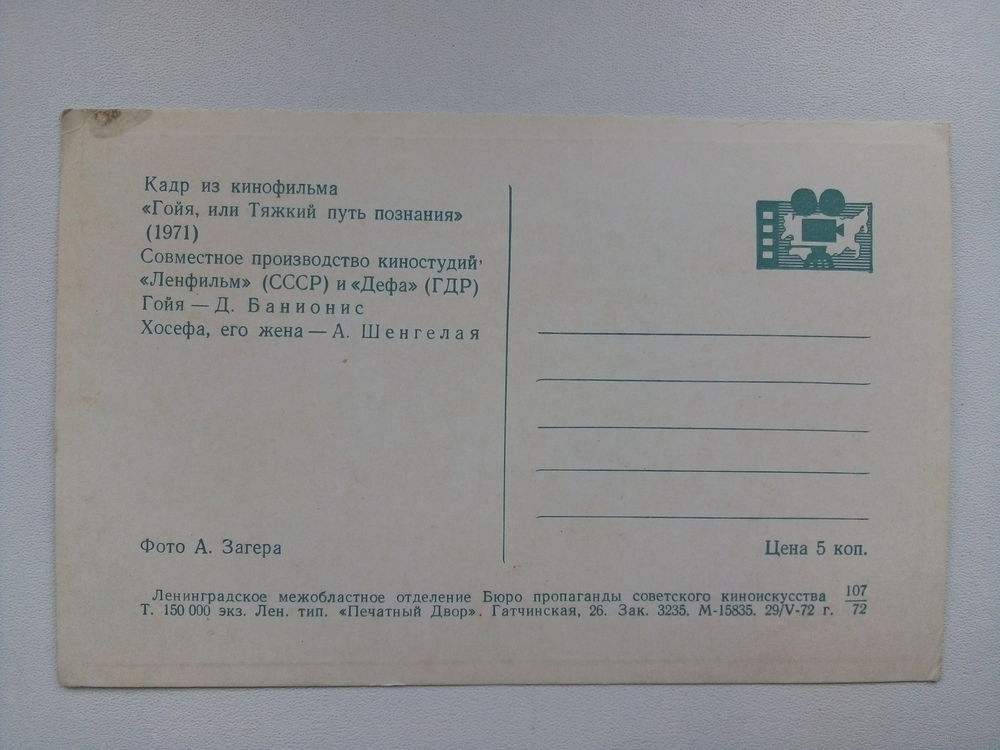 Кадр из кинофильма
«Гойя, или Тяжкий путь познания»
(1971)
Совместное производство киностудий
«Ленфильм» (СССР) и «Дефа» (ГДР)
Гойя — Д. Банионис
Хосефа, его жена — А. Шенгелая
Фото А. Загера
Цена 5 коп.
Ленинградское межобластное отделение Бюро пропаганды советского киноискусства 107/72
Т. 150 000 экз. Лен. тип. «Печатный Двор». Гатчинская, 26. Зак. 3235. М-15835. 29/V-72 г.